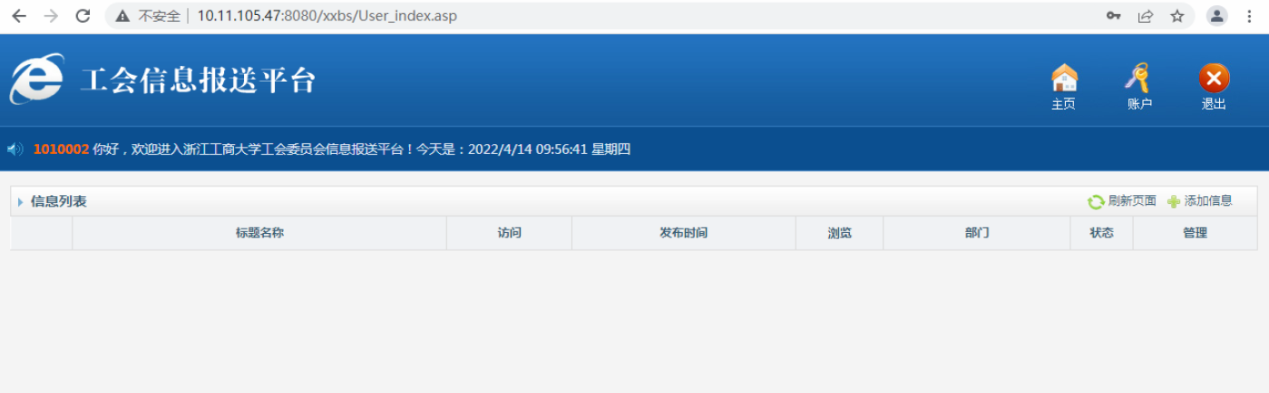 不安全 10.11.105.47:8080/xxbs/User_index.asp
工会信息报送平台
主页 账户 退出
1010002 你好，欢迎进入浙江工商大学工会委员会信息报送平台！今天是：2022/4/14 09:56:41 星期四
信息列表 刷新页面 添加信息
标题名称 访问 发布时间 浏览 部门 状态 管理